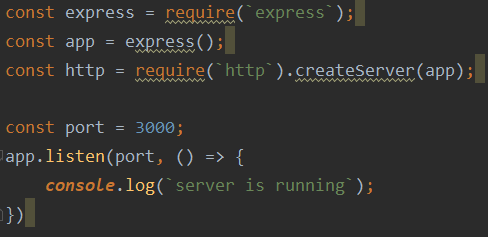 const express = require(`express`);
const app = express();
const http = require(`http`).createServer(app);
const port = 3000;
app.listen(port, () => {
console.log(`server is running`);
})